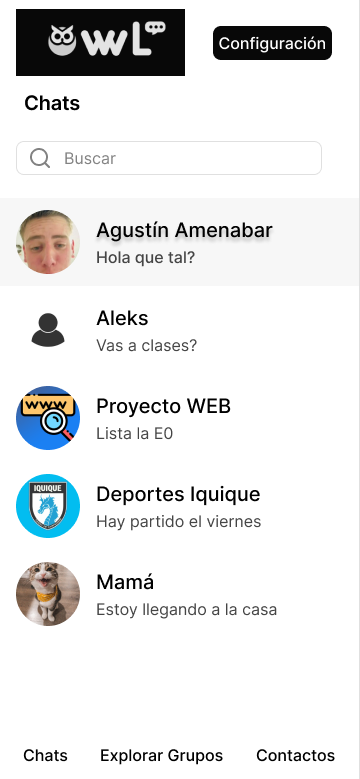 OWL
Configuración
Chats
Buscar
Agustín Amenabar
Hola que tal?
Aleks
Vas a clases?
WWW
Proyecto WEB
Lista la E0
IQUIQUE
Deportes Iquique
Hay partido el viernes
Mamá
Estoy llegando a la casa
Chats
Explorar Grupos
Contactos